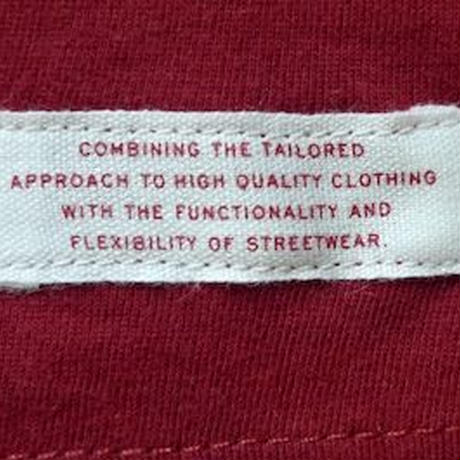 COMBINING THE TAILORED
APPROACH TO HIGH QUALITY CLOTHING
WITH THE FUNCTIONALITY AND
FLEXIBILITY OF STREETWEAR.